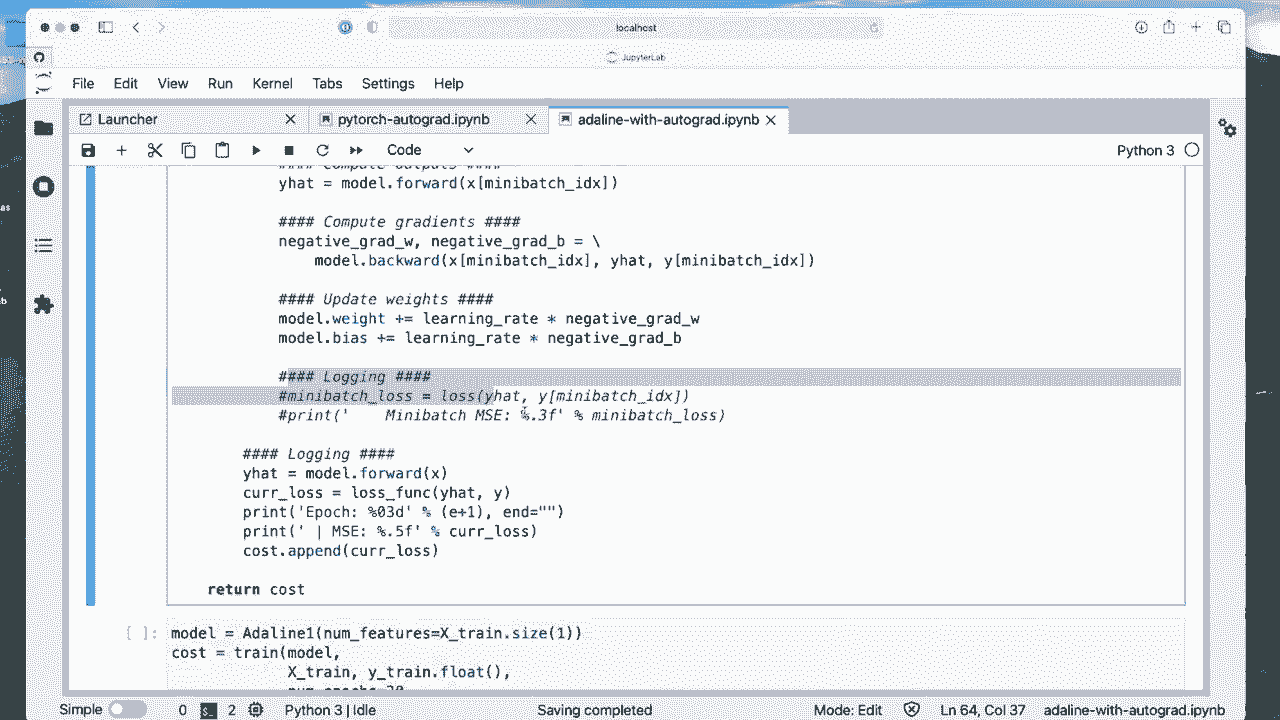 localhost
JupyterLab
File Edit View Run Kernel Tabs Settings Help
Launcher pytorch-autograd.ipynb adaline-with-autograd.ipynb
Code Python 3
#### Compute outputs ####
yhat = model.forward(x[minibatch_idx])
#### Compute gradients ####
negative_grad_w, negative_grad_b = \
model.backward(x[minibatch_idx], yhat, y[minibatch_idx])
#### Update weights ####
model.weight += learning_rate * negative_grad_w
model.bias += learning_rate * negative_grad_b
#### Logging ####
#minibatch_loss = loss(yhat, y[minibatch_idx])
#print('    Minibatch MSE: %.3f' % minibatch_loss)
#### Logging ####
yhat = model.forward(x)
curr_loss = loss_func(yhat, y)
print('Epoch: %03d' % (e+1), end="")
print(' | MSE: %.5f' % curr_loss)
cost.append(curr_loss)
return cost
[ ]: model = Adaline1(num_features=X_train.size(1))
cost = train(model,
X_train, y_train.float(),
num_epochs=20,
Simple 0 2 Python 3 | Idle Saving completed Mode: Edit Ln 64, Col 37 adaline-with-autograd.ipynb